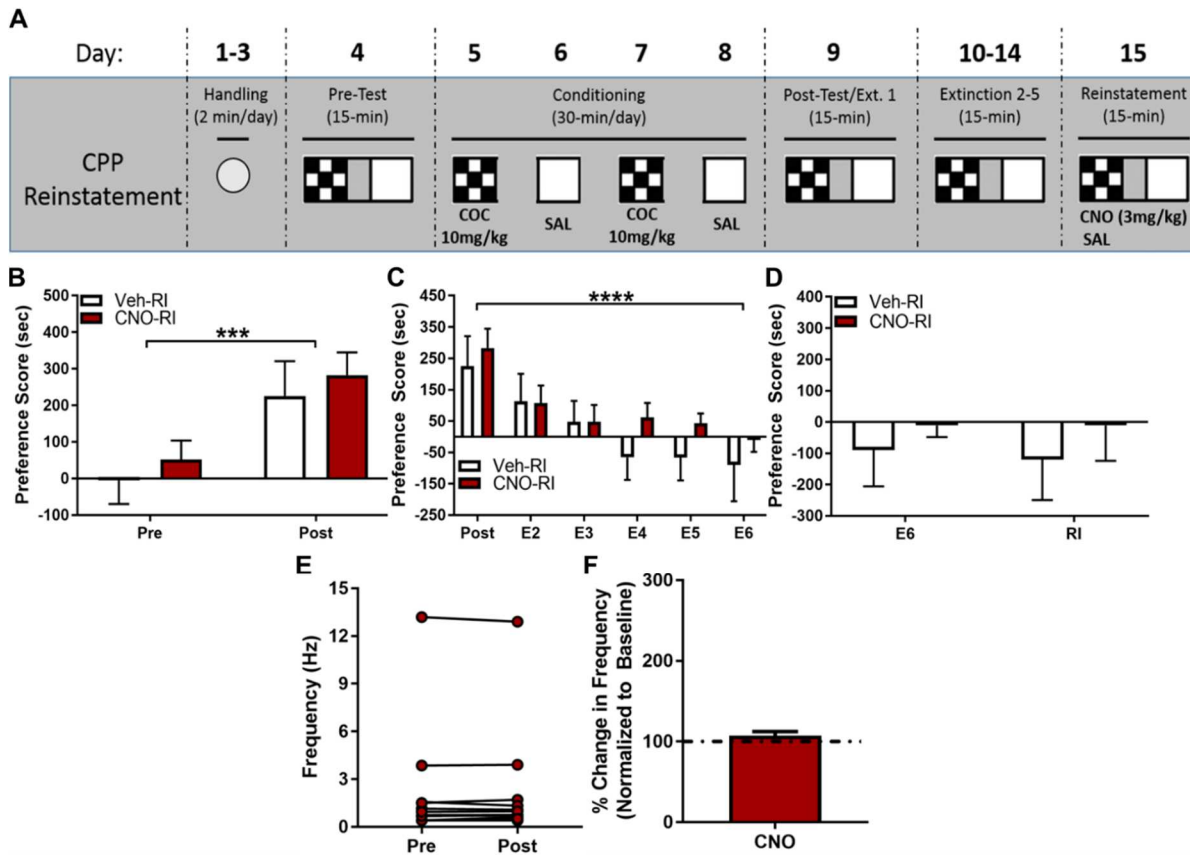 A
Day: 1-3 4 5 6 7 8 9 10-14 15
Handling Pre-Test Conditioning Post-Test/Ext. 1 Extinction 2-5 Reinstatement
(2 min/day) (15-min) (30-min/day) (15-min) (15-min) (15-min)
CPP
Reinstatement
COC SAL COC SAL CNO (3mg/kg)
10mg/kg 10mg/kg SAL
B
Preference Score (sec)
500
400
300
200
100
0
-100
Veh-RI
CNO-RI
***
Pre Post
C
Preference Score (sec)
450
350
250
150
50
-50
-150
-250
****
Veh-RI
CNO-RI
Post E2 E3 E4 E5 E6
D
Preference Score (sec)
400
300
200
100
0
-100
-200
-300
Veh-RI
CNO-RI
E6 RI
E
Frequency (Hz)
15
12
9
6
3
0
Pre Post
F
% Change in Frequency
(Normalized to Baseline)
300
200
100
0
CNO